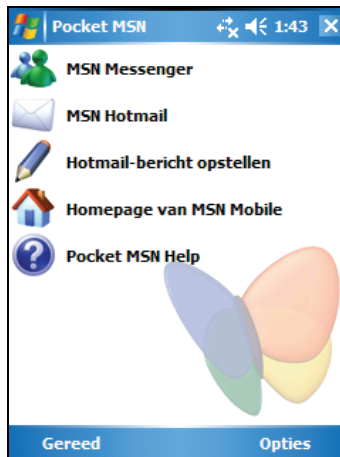 Pocket MSN 1:43
MSN Messenger
MSN Hotmail
Hotmail-bericht opstellen
Homepage van MSN Mobile
Pocket MSN Help
Gereed Opties